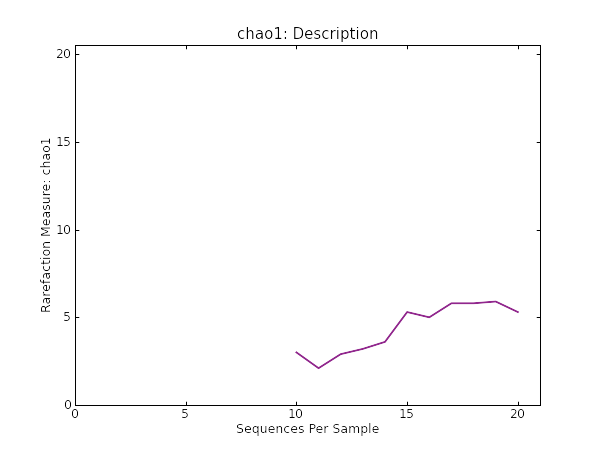 chao1: Description
20
15
10
5
0
Rarefaction Measure: chao1
0 5 10 15 20
Sequences Per Sample